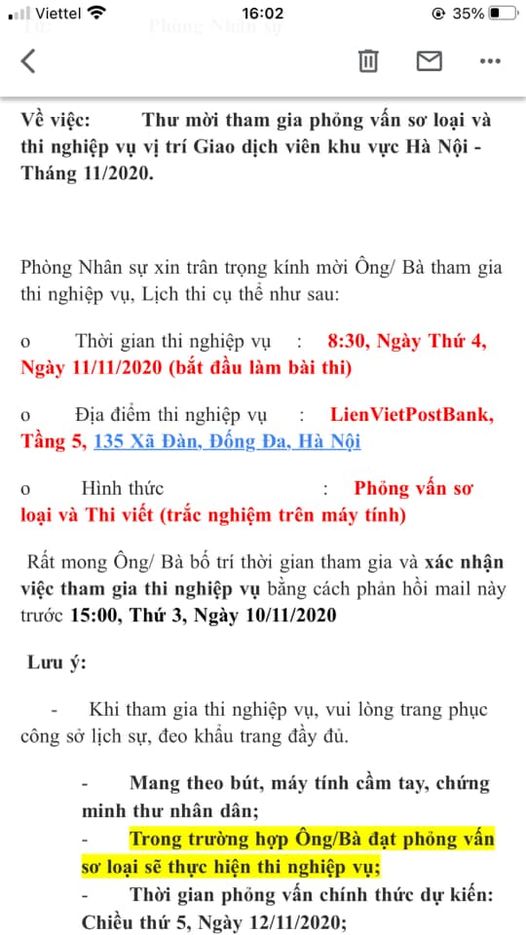 Viettel 16:02 35%
Phòng Nhân sự
Về việc: Thư mời tham gia phỏng vấn sơ loại và
thi nghiệp vụ vị trí Giao dịch viên khu vực Hà Nội -
Tháng 11/2020.
Phòng Nhân sự xin trân trọng kính mời Ông/ Bà tham gia
thi nghiệp vụ, Lịch thi cụ thể như sau:
o Thời gian thi nghiệp vụ : 8:30, Ngày Thứ 4,
Ngày 11/11/2020 (bắt đầu làm bài thi)
o Địa điểm thi nghiệp vụ : LienVietPostBank,
Tầng 5, 135 Xã Đàn, Đống Đa, Hà Nội
o Hình thức : Phỏng vấn sơ
loại và Thi viết (trắc nghiệm trên máy tính)
Rất mong Ông/ Bà bố trí thời gian tham gia và xác nhận
việc tham gia thi nghiệp vụ bằng cách phản hồi mail này
trước 15:00, Thứ 3, Ngày 10/11/2020
Lưu ý:
- Khi tham gia thi nghiệp vụ, vui lòng trang phục
công sở lịch sự, đeo khẩu trang đầy đủ.
- Mang theo bút, máy tính cầm tay, chứng
minh thư nhân dân;
- Trong trường hợp Ông/Bà đạt phỏng vấn
sơ loại sẽ thực hiện thi nghiệp vụ;
- Thời gian phỏng vấn chính thức dự kiến:
Chiều thứ 5, Ngày 12/11/2020;